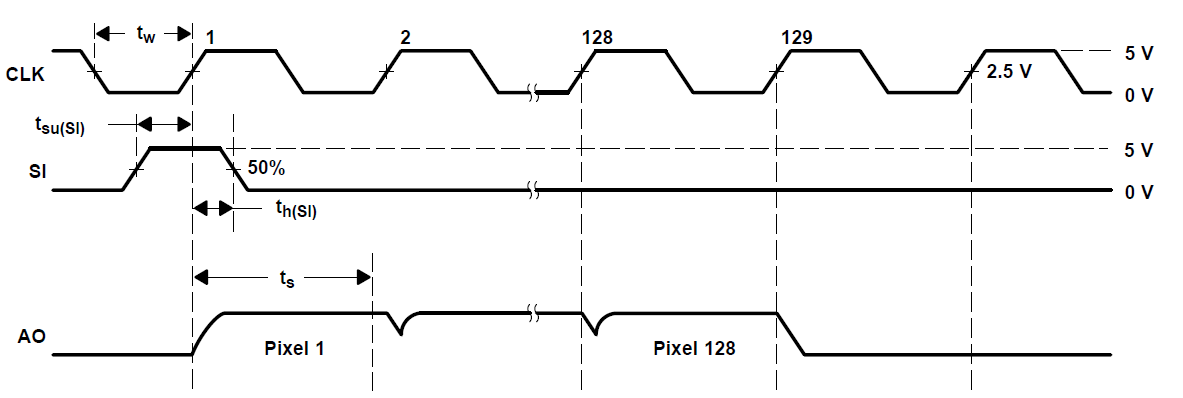 tw
1
2
128
129
5 V
CLK
2.5 V
0 V
tsu(SI)
5 V
SI
50%
0 V
th(SI)
ts
AO
Pixel 1
Pixel 128